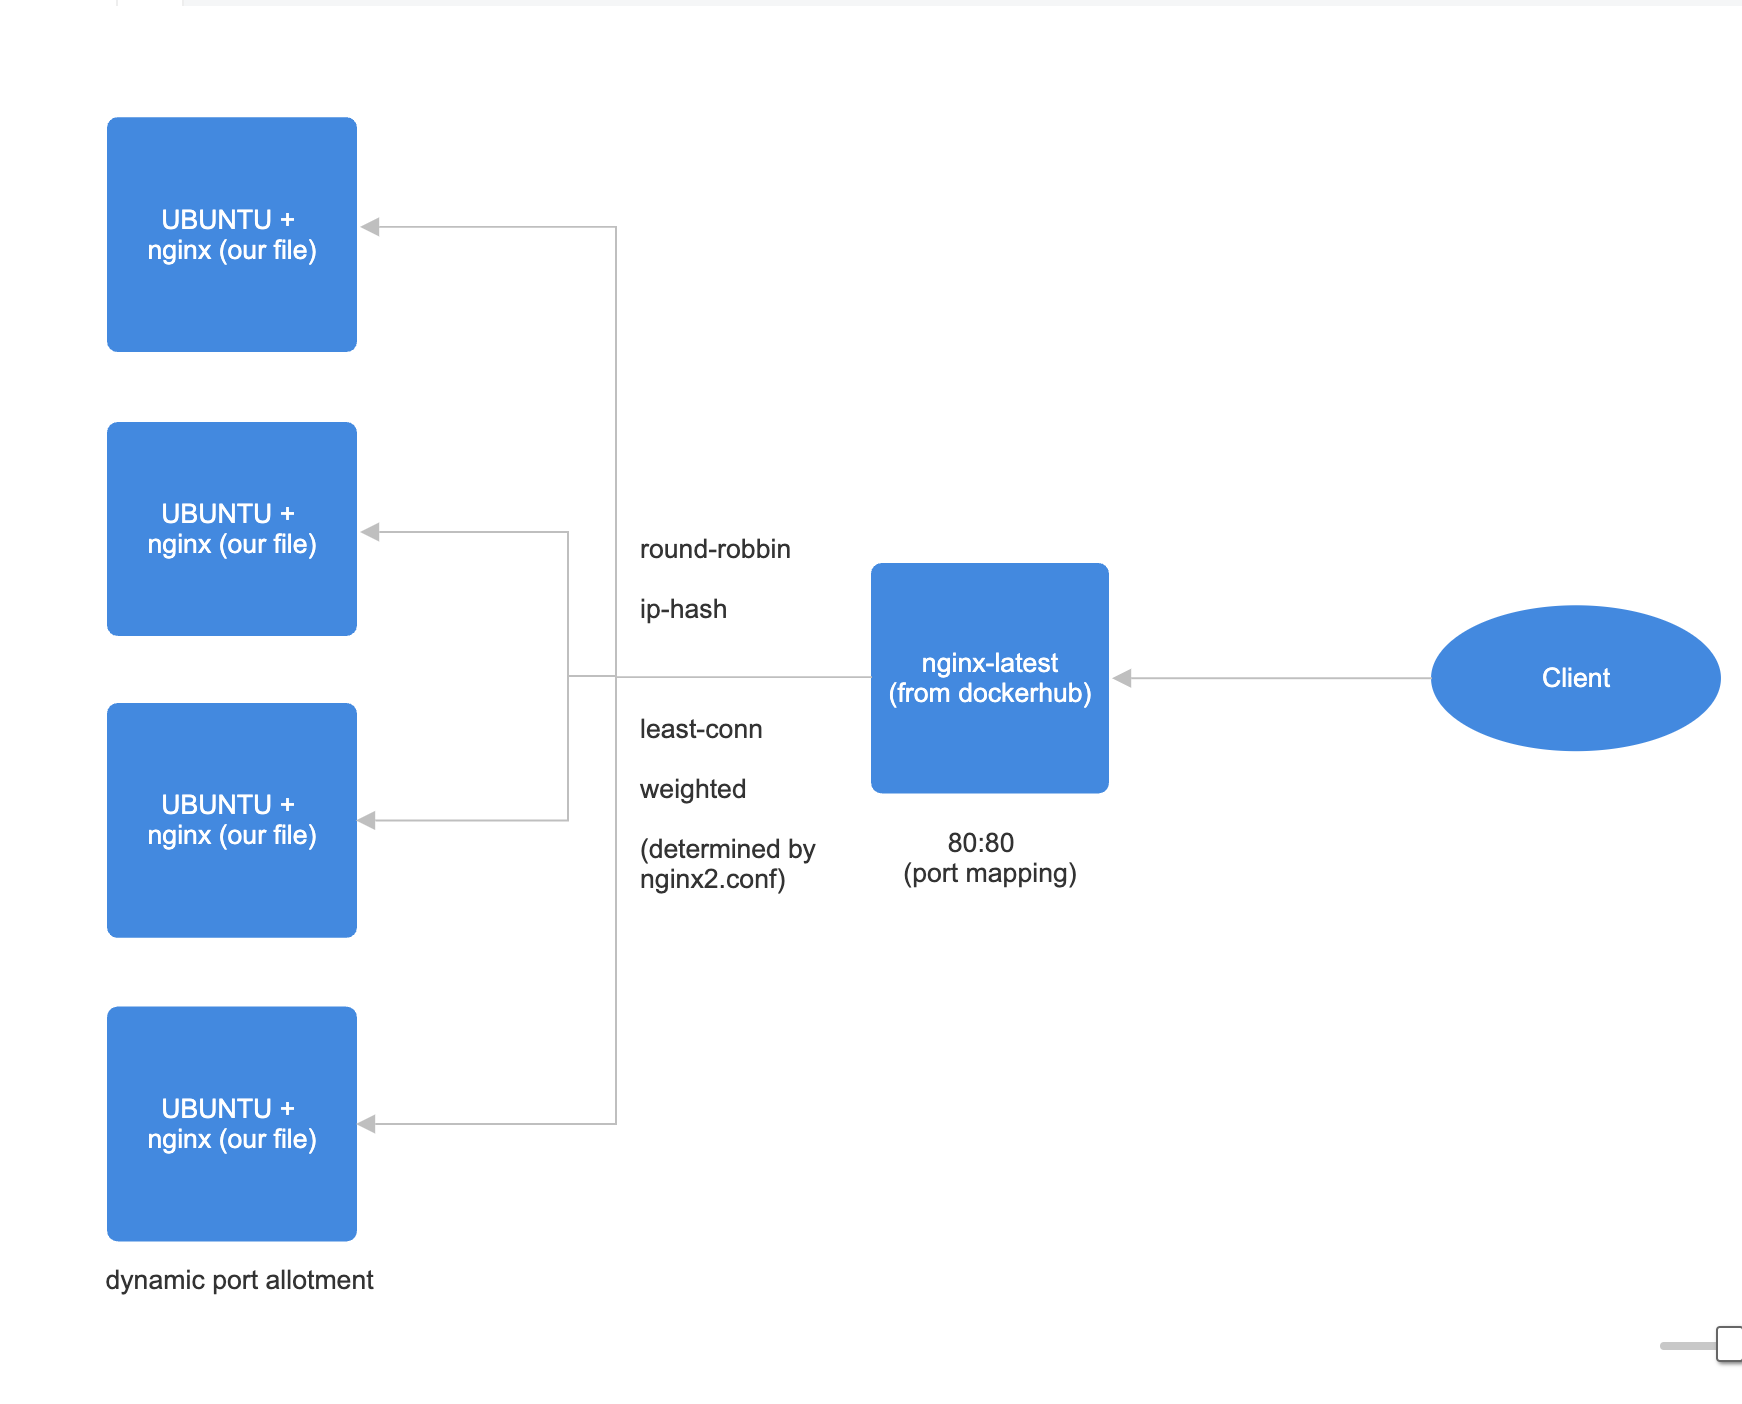 UBUNTU +
nginx (our file)
UBUNTU +
nginx (our file)
UBUNTU +
nginx (our file)
UBUNTU +
nginx (our file)
dynamic port allotment
round-robbin
ip-hash
least-conn
weighted
(determined by
nginx2.conf)
nginx-latest
(from dockerhub)
80:80
(port mapping)
Client